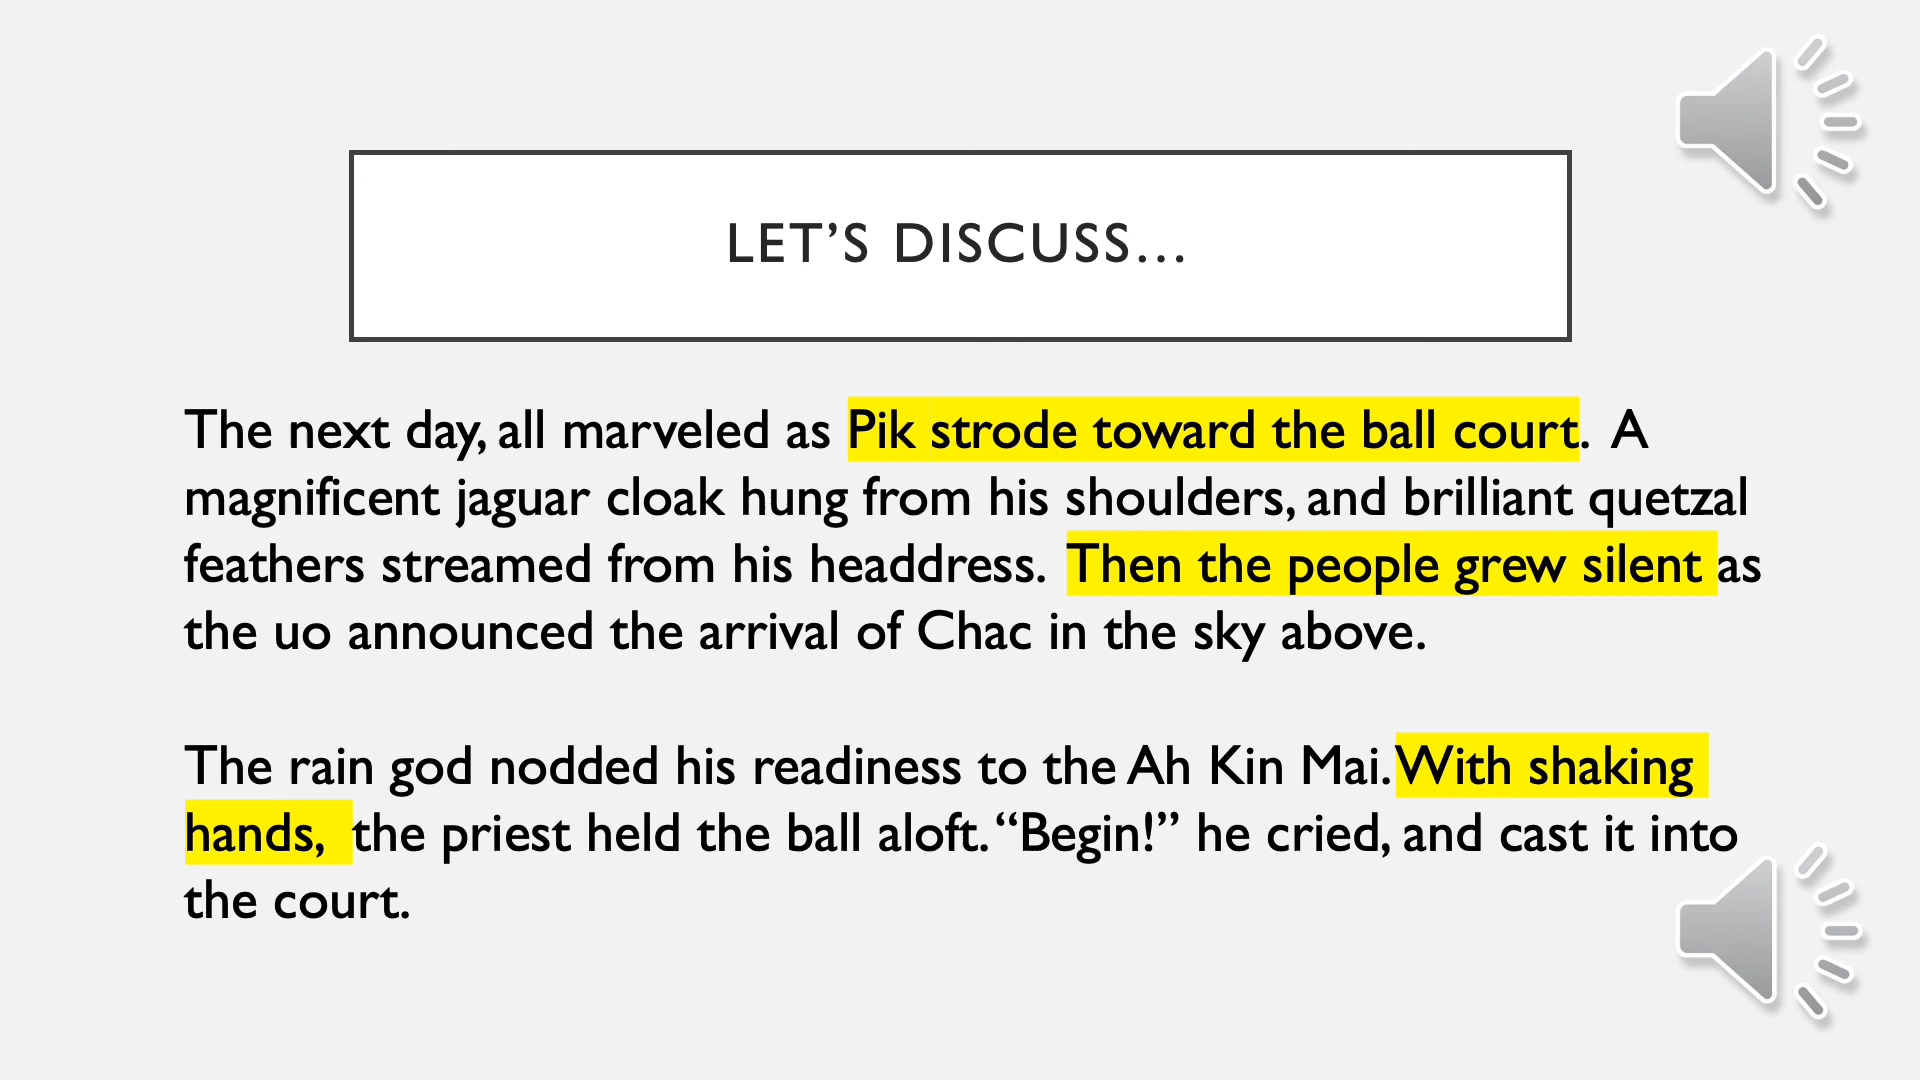 LET’S DISCUSS…
The next day, all marveled as Pik strode toward the ball court. A
magnificent jaguar cloak hung from his shoulders, and brilliant quetzal
feathers streamed from his headdress. Then the people grew silent as
the uo announced the arrival of Chac in the sky above.
The rain god nodded his readiness to the Ah Kin Mai. With shaking
hands, the priest held the ball aloft. “Begin!” he cried, and cast it into
the court.